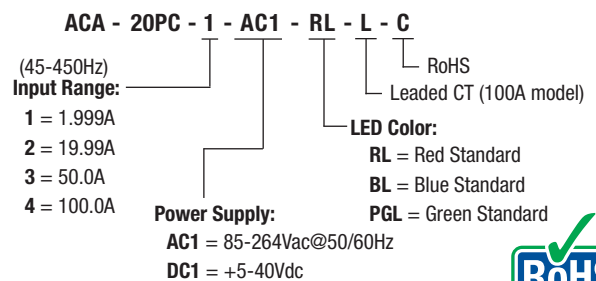 ACA - 20PC - 1 - AC1 - RL - L - C
RoHS
Leaded CT (100A model)
(45-450Hz)
Input Range:
1 = 1.999A
2 = 19.99A
3 = 50.0A
4 = 100.0A
LED Color:
RL = Red Standard
BL = Blue Standard
PGL = Green Standard
Power Supply:
AC1 = 85-264Vac@50/60Hz
DC1 = +5-40Vdc
RoHS